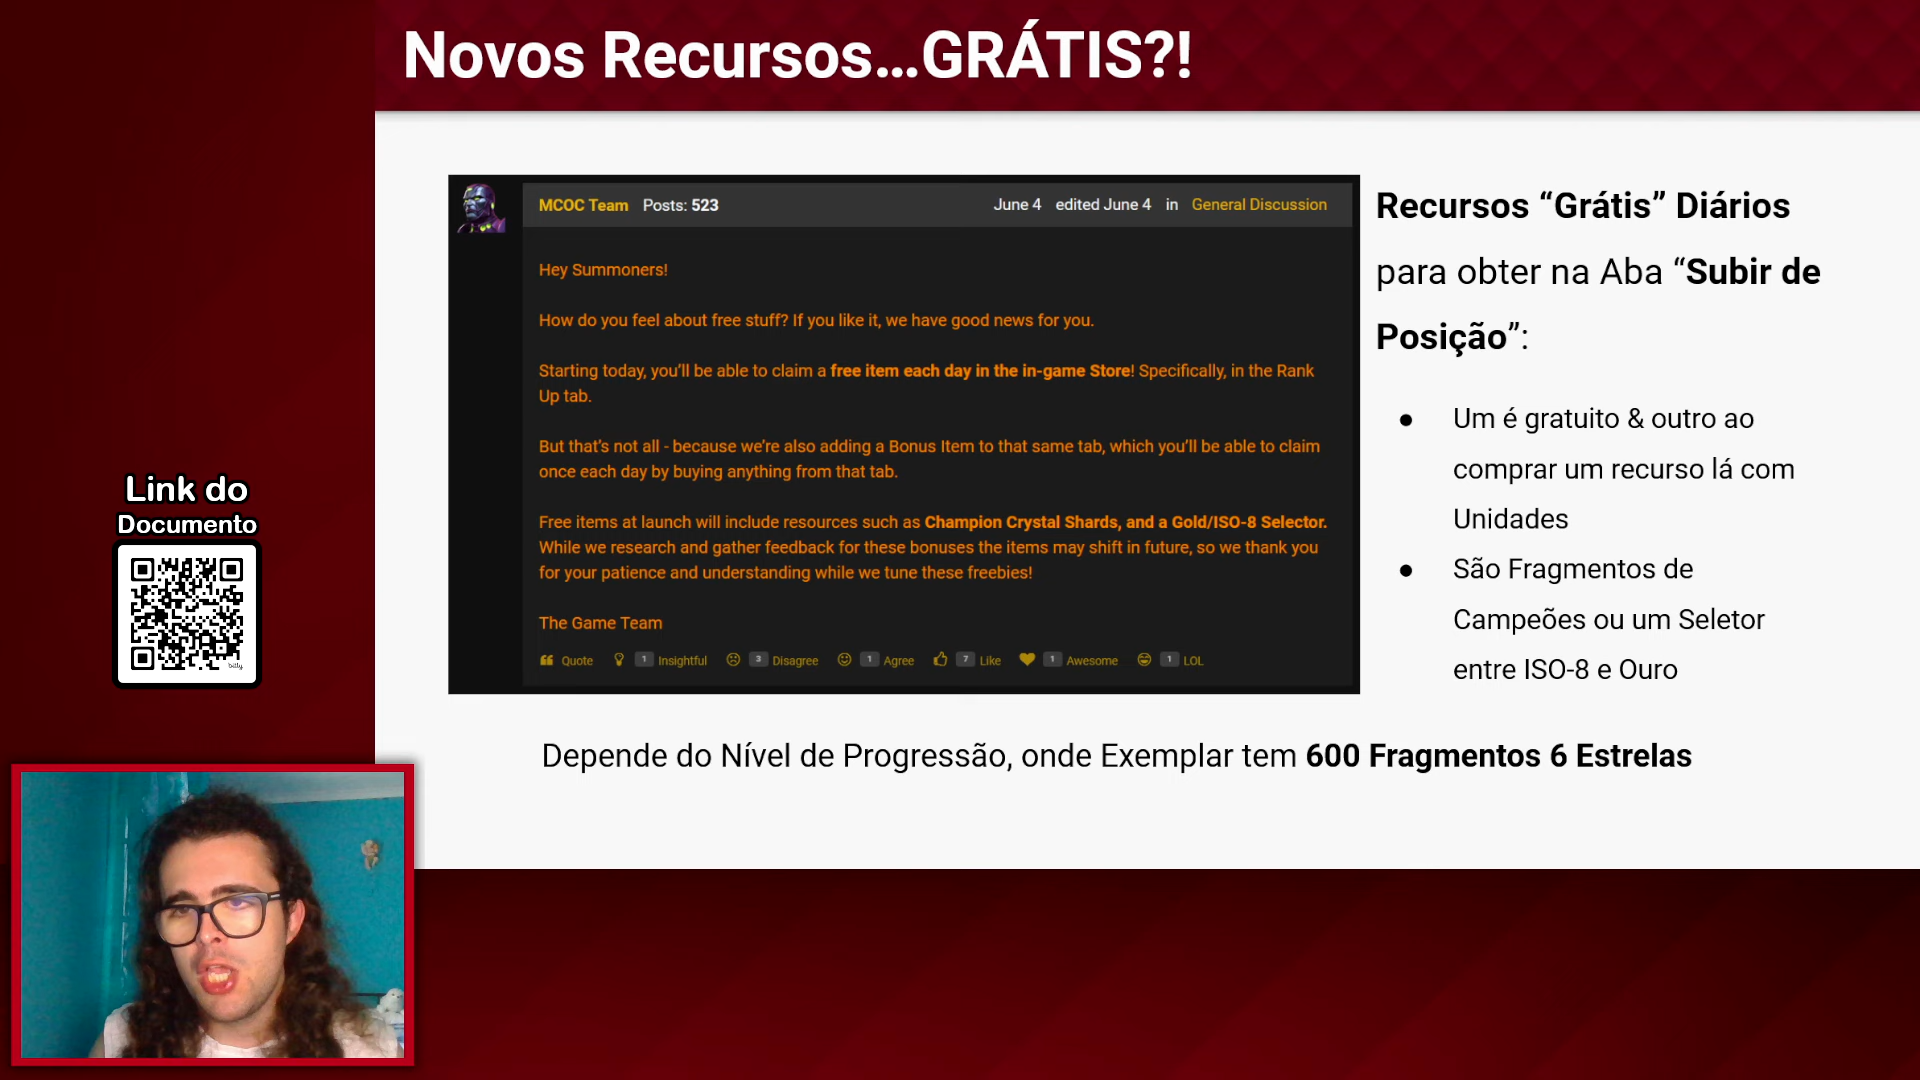 Novos Recursos...GRÁTIS?!
MCOC Team Posts: 523 June 4 edited June 4 in General Discussion
Hey Summoners!
How do you feel about free stuff? If you like it, we have good news for you.
Starting today, you'll be able to claim a free item each day in the in-game Store! Specifically, in the Rank
Up tab.
But that's not all - because we're also adding a Bonus Item to that same tab, which you'll be able to claim
once each day by buying anything from that tab.
Free items at launch will include resources such as Champion Crystal Shards, and a Gold/ISO-8 Selector.
While we research and gather feedback for these bonuses the items may shift in future, so we thank you
for your patience and understanding while we tune these freebies!
The Game Team
Quote 1 Insightful 3 Disagree 1 Agree 7 Like 1 Awesome 1 LOL
Recursos “Grátis” Diários
para obter na Aba “Subir de
Posição”:
● Um é gratuito & outro ao
comprar um recurso lá com
Unidades
● São Fragmentos de
Campeões ou um Seletor
entre ISO-8 e Ouro
Depende do Nível de Progressão, onde Exemplar tem 600 Fragmentos 6 Estrelas
Link do
Documento
bitly